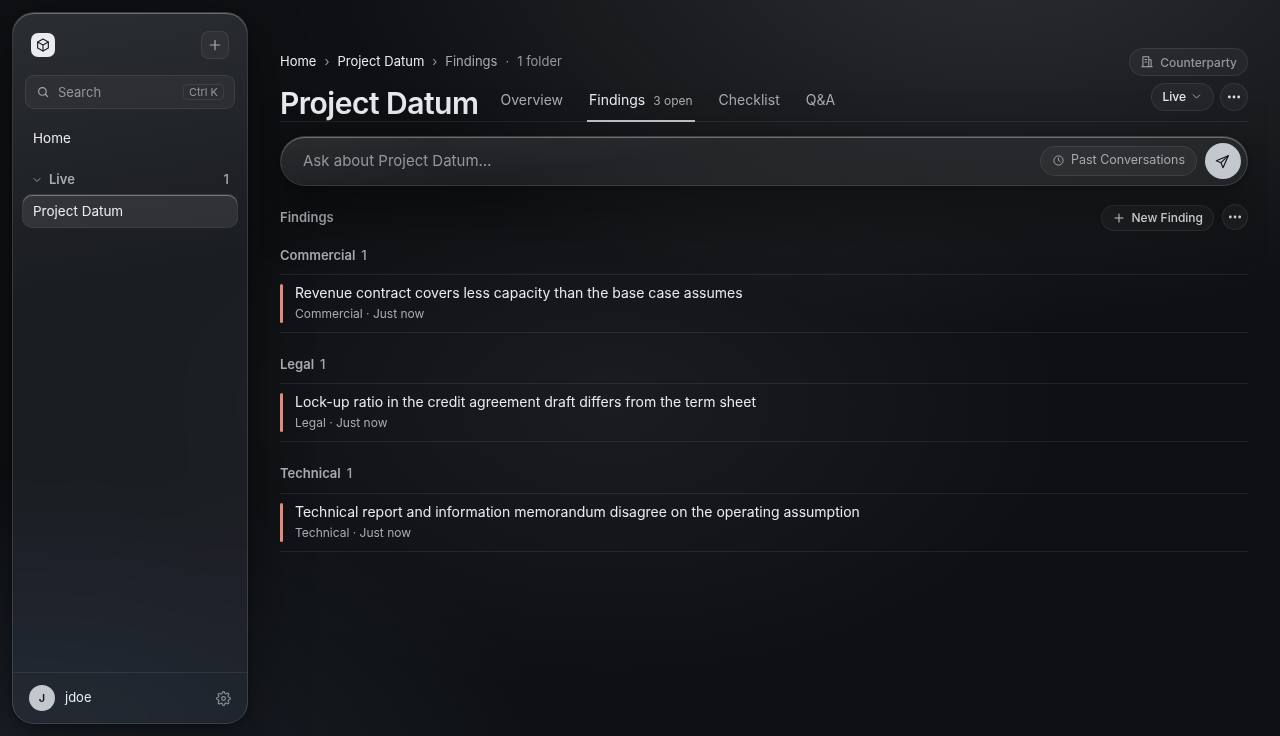 Search Ctrl K
Home
Live 1
Project Datum
J jdoe
Home › Project Datum › Findings · 1 folder
Counterparty
Project Datum Overview Findings 3 open Checklist Q&A
Live
Ask about Project Datum...
Past Conversations
Findings
New Finding
Commercial 1
Revenue contract covers less capacity than the base case assumes
Commercial · Just now
Legal 1
Lock-up ratio in the credit agreement draft differs from the term sheet
Legal · Just now
Technical 1
Technical report and information memorandum disagree on the operating assumption
Technical · Just now